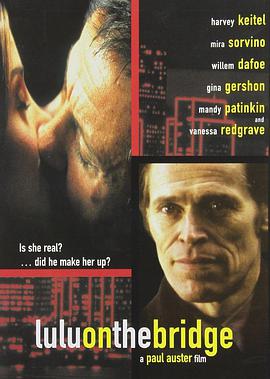 harvey keitel
mira sorvino
willem dafoe
gina gershon
mandy patinkin
and
vanessa redgrave
Is she real?
... did he make her up?
luluonthebridge
a paul auster film